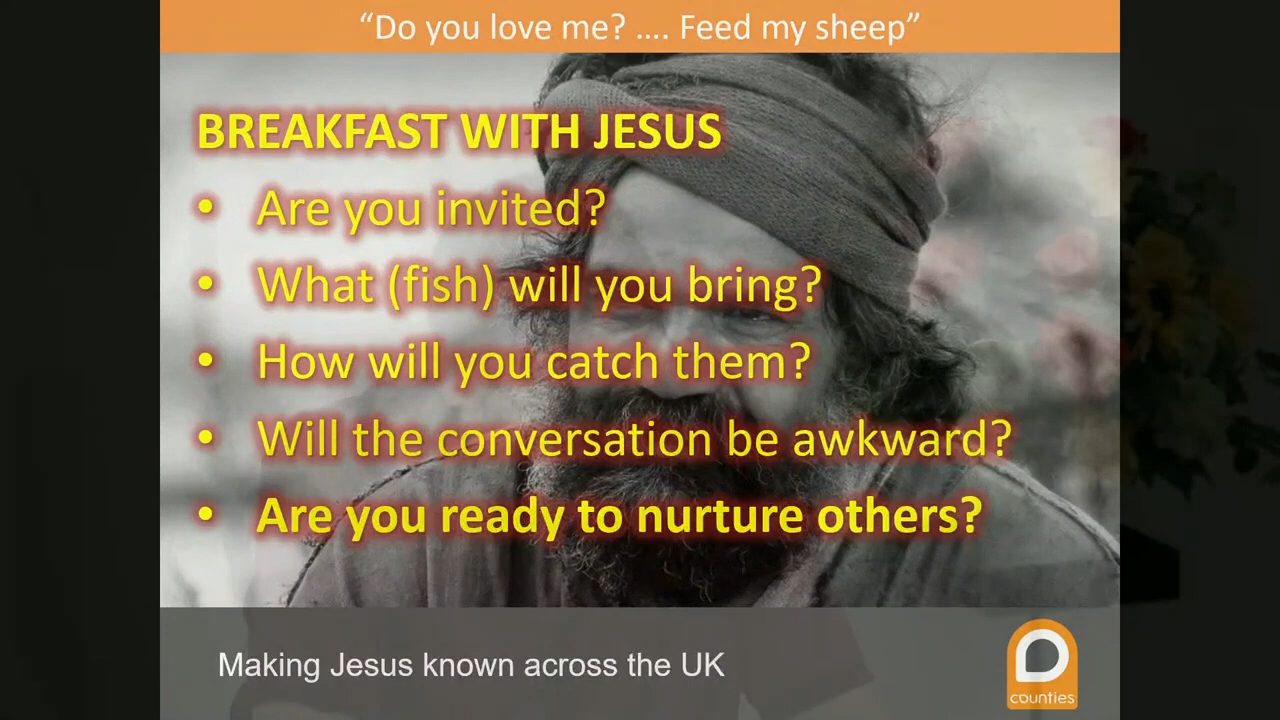 “Do you love me? .... Feed my sheep”
BREAKFAST WITH JESUS
• Are you invited?
• What (fish) will you bring?
• How will you catch them?
• Will the conversation be awkward?
• Are you ready to nurture others?
Making Jesus known across the UK
counties